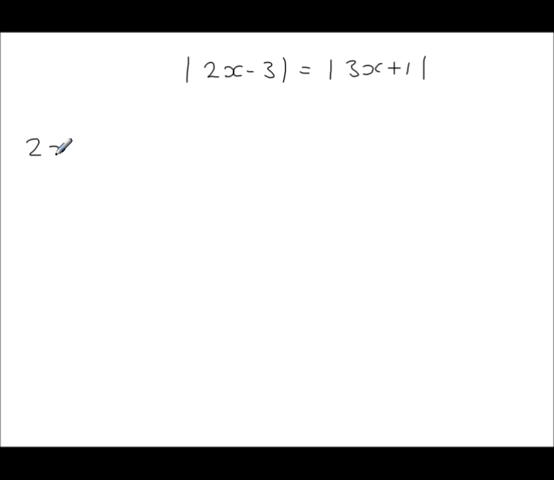 | 2x - 3 | = | 3x + 1 |
2